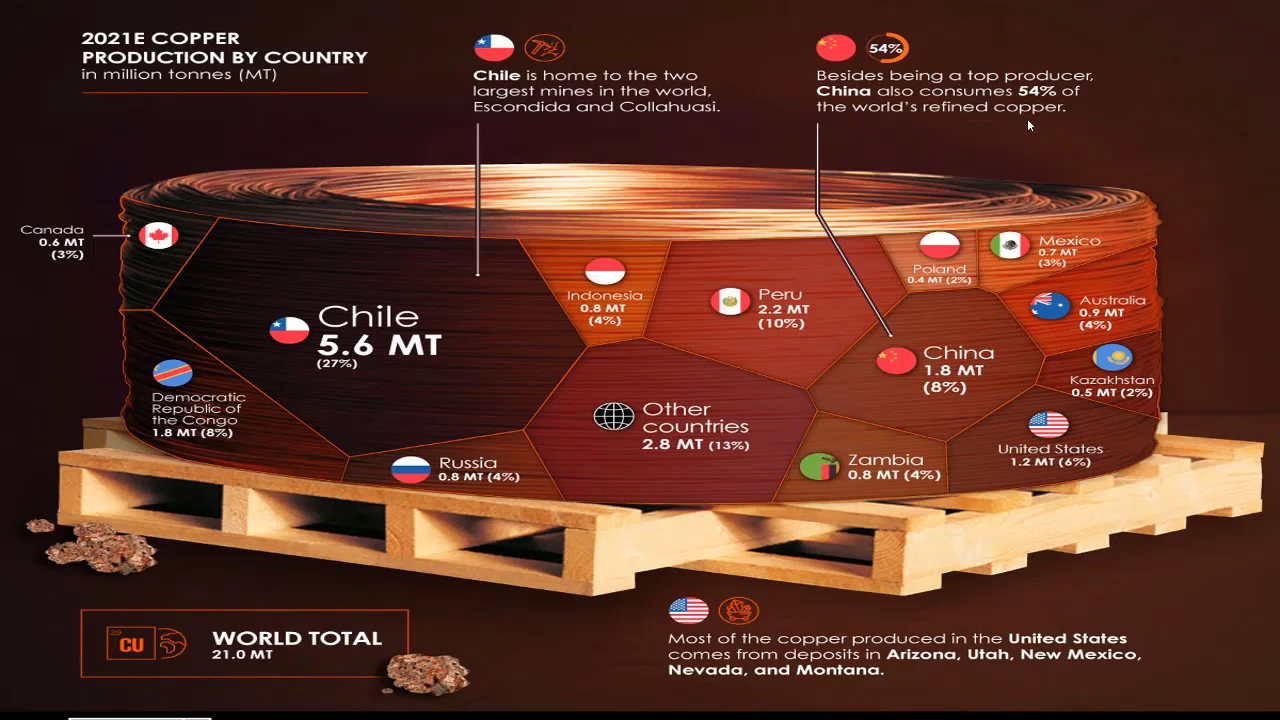 2021E COPPER
PRODUCTION BY COUNTRY
in million tonnes (MT)
Chile is home to the two
largest mines in the world,
Escondida and Collahuasi.
54%
Besides being a top producer,
China also consumes 54% of
the world's refined copper.
Canada
0.6 MT
(3%)
Chile
5.6 MT
(27%)
Indonesia
0.8 MT
(4%)
Peru
2.2 MT
(10%)
Poland
0.4 MT (2%)
Mexico
0.7 MT
(3%)
Australia
0.9 MT
(4%)
China
1.8 MT
(8%)
Kazakhstan
0.5 MT (2%)
Democratic
Republic of
the Congo
1.8 MT (8%)
Other
countries
2.8 MT (13%)
Russia
0.8 MT (4%)
Zambia
0.8 MT (4%)
United States
1.2 MT (6%)
29
CU
WORLD TOTAL
21.0 MT
Most of the copper produced in the United States
comes from deposits in Arizona, Utah, New Mexico,
Nevada, and Montana.